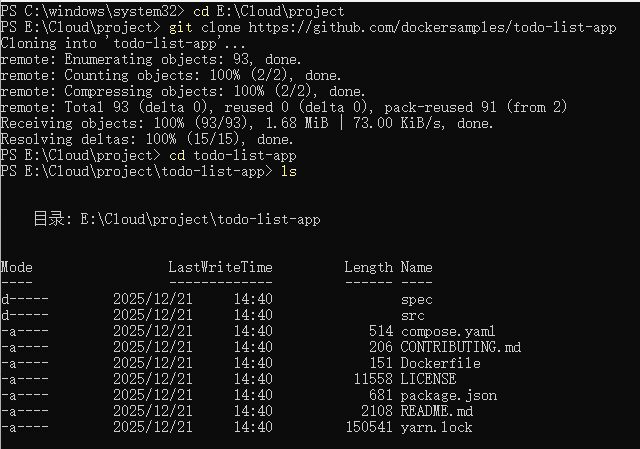 PS C:\windows\system32> cd E:\Cloud\project
PS E:\Cloud\project> git clone https://github.com/dockersamples/todo-list-app
Cloning into 'todo-list-app'...
remote: Enumerating objects: 93, done.
remote: Counting objects: 100% (2/2), done.
remote: Compressing objects: 100% (2/2), done.
remote: Total 93 (delta 0), reused 0 (delta 0), pack-reused 91 (from 2)
Receiving objects: 100% (93/93), 1.68 MiB | 73.00 KiB/s, done.
Resolving deltas: 100% (15/15), done.
PS E:\Cloud\project> cd todo-list-app
PS E:\Cloud\project\todo-list-app> ls
目录: E:\Cloud\project\todo-list-app
Mode                 LastWriteTime         Length Name
----                 -------------         ------ ----
d-----        2025/12/21     14:40                spec
d-----        2025/12/21     14:40                src
-a----        2025/12/21     14:40            514 compose.yaml
-a----        2025/12/21     14:40            206 CONTRIBUTING.md
-a----        2025/12/21     14:40            151 Dockerfile
-a----        2025/12/21     14:40          11558 LICENSE
-a----        2025/12/21     14:40            681 package.json
-a----        2025/12/21     14:40           2108 README.md
-a----        2025/12/21     14:40         150541 yarn.lock